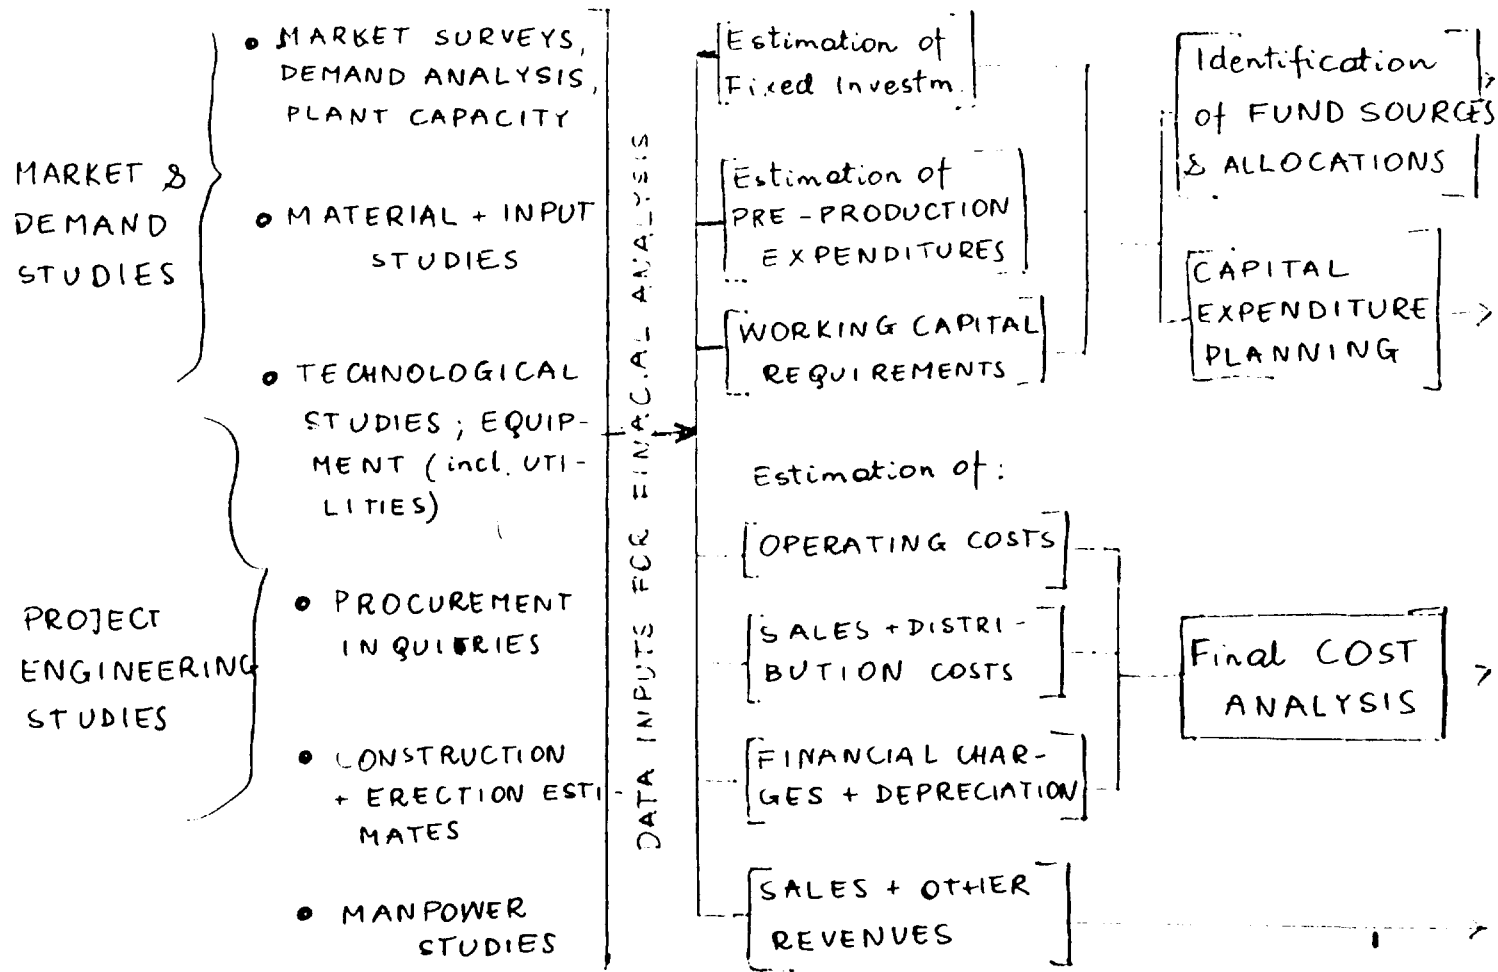 MARKET &
DEMAND
STUDIES
PROJECT
ENGINEERING
STUDIES
• MARKET SURVEYS,
DEMAND ANALYSIS,
PLANT CAPACITY
• MATERIAL + INPUT
STUDIES
• TECHNOLOGICAL
STUDIES ; EQUIP-
MENT (incl. UTI-
LITIES)
• PROCUREMENT
INQUIRIES
• CONSTRUCTION
+ ERECTION ESTI-
MATES
• MANPOWER
STUDIES
DATA INPUTS FOR FINACIAL ANALYSIS
Estimation of
Fixed Investm.
Estimation of
PRE-PRODUCTION
EXPENDITURES
WORKING CAPITAL
REQUIREMENTS
Estimation of:
OPERATING COSTS
SALES + DISTRI-
BUTION COSTS
FINANCIAL CHAR-
GES + DEPRECIATION
SALES + OTHER
REVENUES
Identification
of FUND SOURCES
& ALLOCATIONS
CAPITAL
EXPENDITURE
PLANNING
Final COST
ANALYSIS